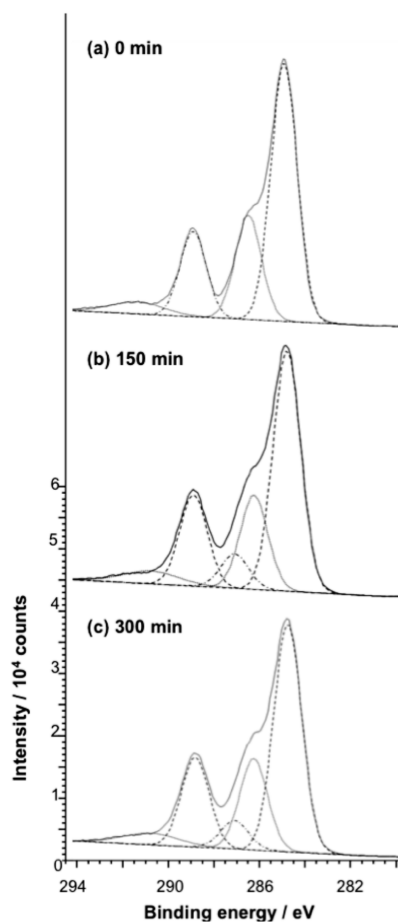 (a) 0 min
(b) 150 min
6
5
4
(c) 300 min
3
2
1
0
294 290 286 282
Intensity / 10⁴ counts
Binding energy / eV